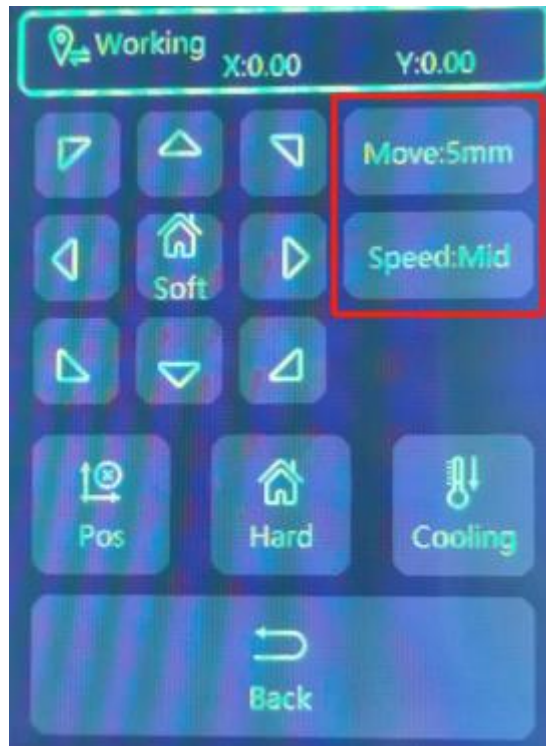 Working X:0.00 Y:0.00
Move:5mm
Soft
Speed:Mid
Pos Hard Cooling
Back